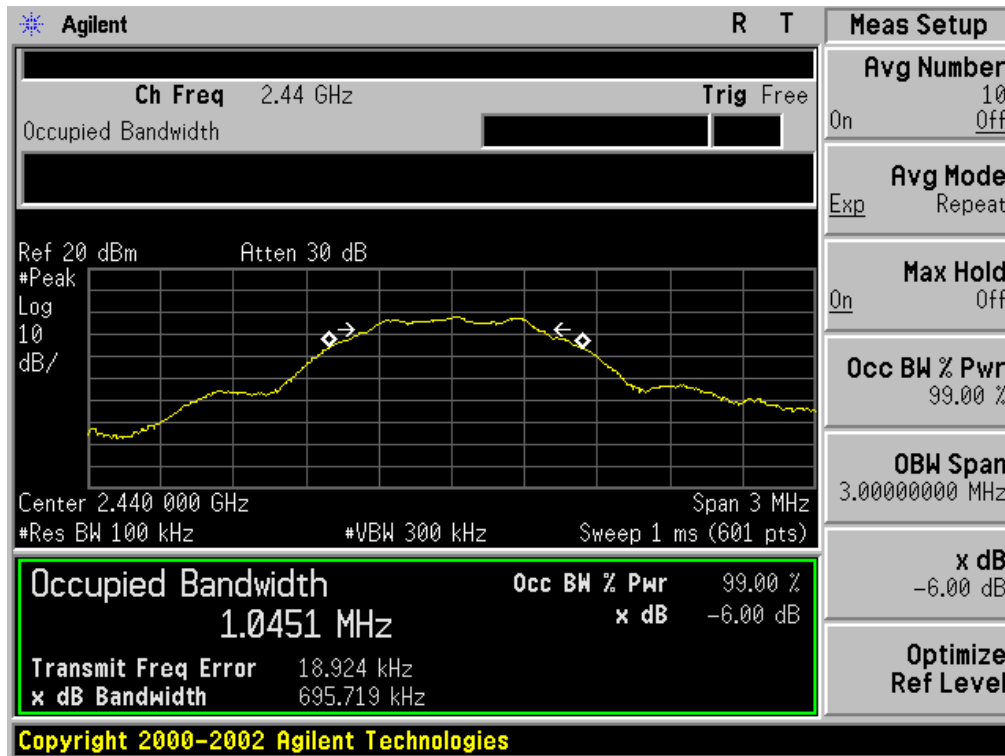 Agilent R T
Meas Setup
Ch Freq 2.44 GHz Trig Free
Occupied Bandwidth
Avg Number
10
On Off
Avg Mode
Exp Repeat
Max Hold
On Off
Occ BW % Pwr
99.00 %
OBW Span
3.00000000 MHz
x dB
-6.00 dB
Optimize
Ref Level
Ref 20 dBm Atten 30 dB
#Peak
Log
10
dB/
Center 2.440 000 GHz Span 3 MHz
#Res BW 100 kHz #VBW 300 kHz Sweep 1 ms (601 pts)
Occupied Bandwidth Occ BW % Pwr 99.00 %
1.0451 MHz x dB -6.00 dB
Transmit Freq Error 18.924 kHz
x dB Bandwidth 695.719 kHz
Copyright 2000-2002 Agilent Technologies